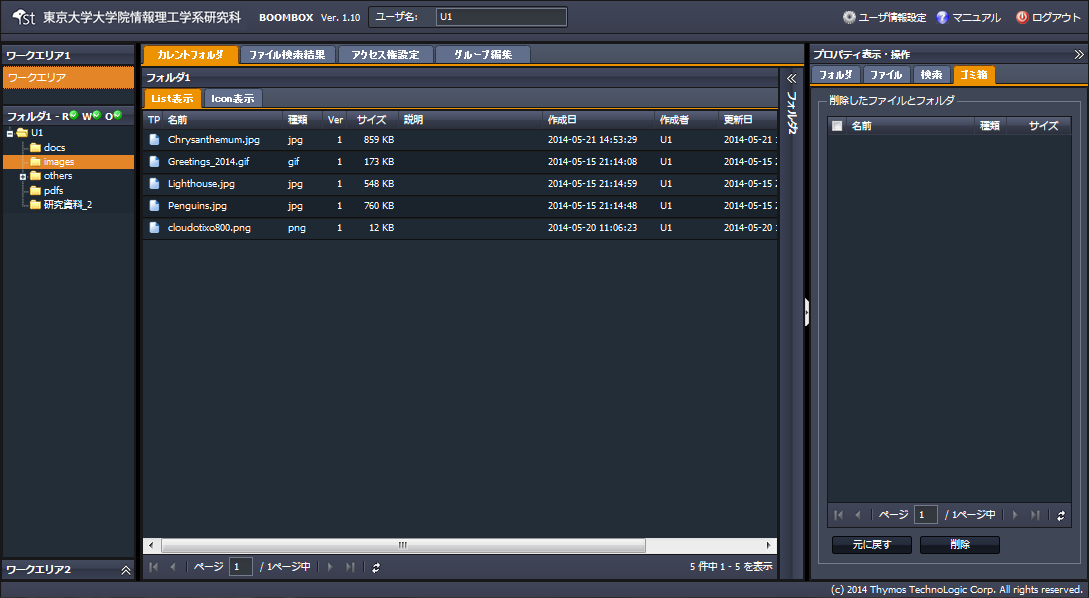 ist 東京大学大学院情報理工学系研究科 BOOMBOX Ver. 1.10 ユーザ名: U1 ユーザ情報設定 マニュアル ログアウト
ワークエリア1
ワークエリア
フォルダ1 - R W O
U1
docs
images
others
pdfs
研究資料_2
ワークエリア2
カレントフォルダ ファイル検索結果 アクセス権設定 グループ編集
フォルダ1
List表示 Icon表示
TP 名前 種類 Ver サイズ 説明 作成日 作成者 更新日
Chrysanthemum.jpg jpg 1 859 KB 2014-05-21 14:53:29 U1 2014-05-21
Greetings_2014.gif gif 1 173 KB 2014-05-15 21:14:08 U1 2014-05-15
Lighthouse.jpg jpg 1 548 KB 2014-05-15 21:14:59 U1 2014-05-15
Penguins.jpg jpg 1 760 KB 2014-05-15 21:14:48 U1 2014-05-15
cloudotixo800.png png 1 12 KB 2014-05-20 11:06:23 U1 2014-05-20
ページ 1 / 1ページ中 5 件中 1 - 5 を表示
フォルダ2
プロパティ表示・操作
フォルダ ファイル 検索 ゴミ箱
削除したファイルとフォルダ
名前 種類 サイズ
ページ 1 / 1ページ中
元に戻す 削除
(c) 2014 Thymos TechnoLogic Corp. All rights reserved.